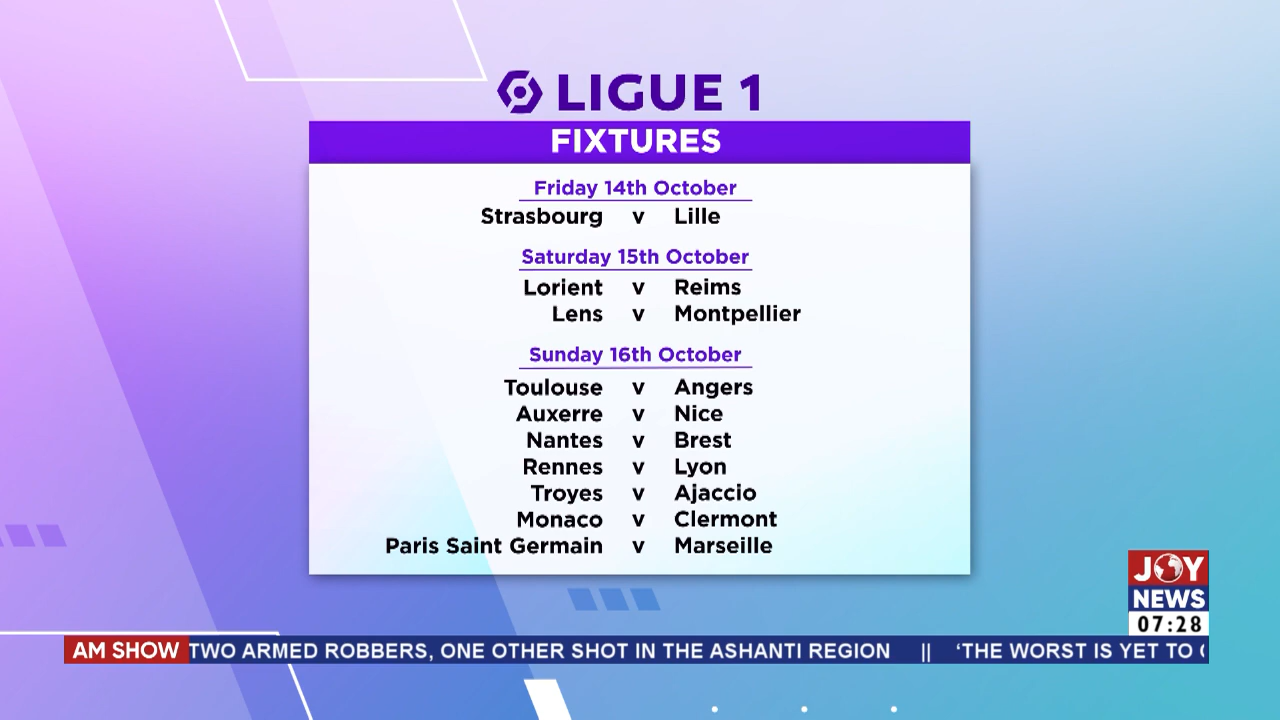 LIGUE 1
FIXTURES
Friday 14th October
Strasbourg v Lille
Saturday 15th October
Lorient v Reims
Lens v Montpellier
Sunday 16th October
Toulouse v Angers
Auxerre v Nice
Nantes v Brest
Rennes v Lyon
Troyes v Ajaccio
Monaco v Clermont
Paris Saint Germain v Marseille
JOY
NEWS
07:28
AM SHOW TWO ARMED ROBBERS, ONE OTHER SHOT IN THE ASHANTI REGION || ‘THE WORST IS YET TO